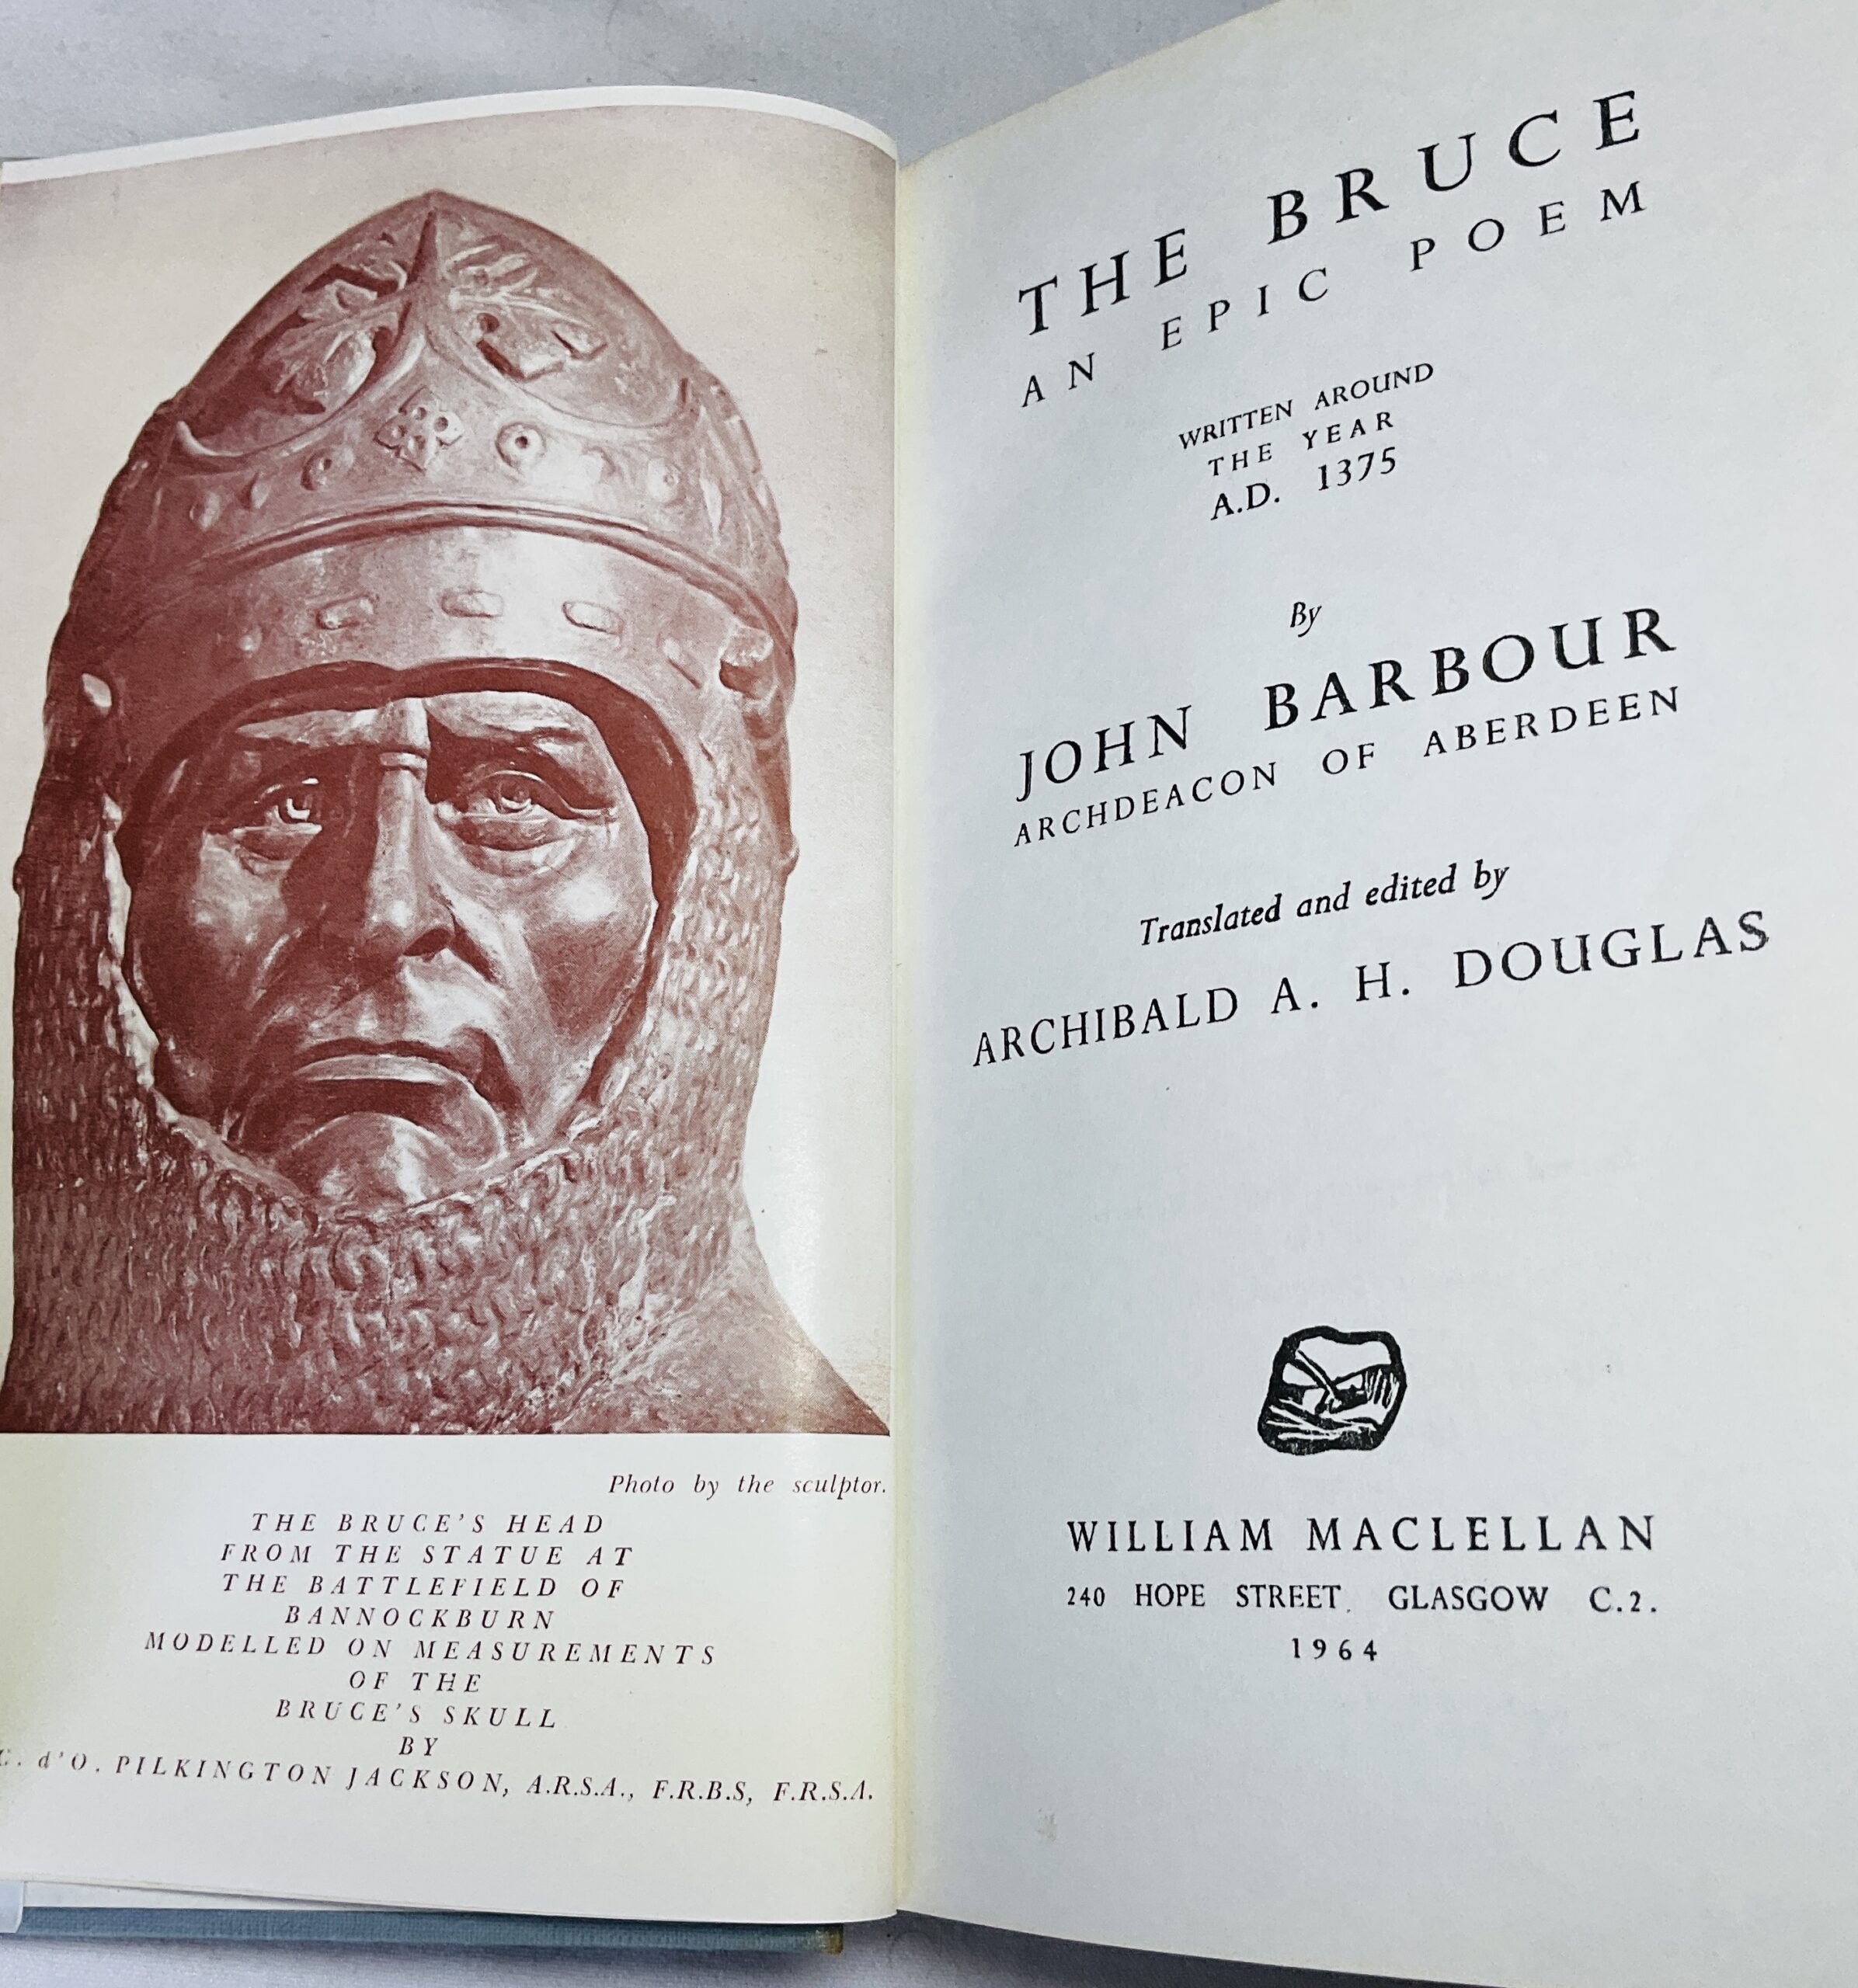 Photo by the sculptor.
THE BRUCE'S HEAD
FROM THE STATUE AT
THE BATTLEFIELD OF
BANNOCKBURN
MODELLED ON MEASUREMENTS
OF THE
BRUCE'S SKULL
BY
C. d'O. PILKINGTON JACKSON, A.R.S.A., F.R.B.S, F.R.S.A.
THE BRUCE
AN EPIC POEM
WRITTEN AROUND
THE YEAR
A.D. 1375
By
JOHN BARBOUR
ARCHDEACON OF ABERDEEN
Translated and edited by
ARCHIBALD A. H. DOUGLAS
WILLIAM MACLELLAN
240 HOPE STREET. GLASGOW C.2.
1964